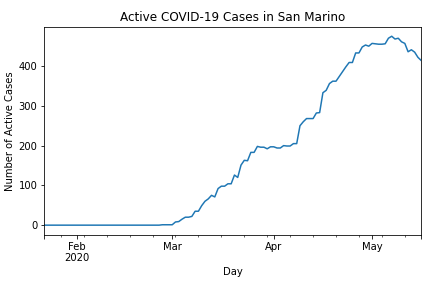 Active COVID-19 Cases in San Marino
Number of Active Cases
400
300
200
100
0
Feb
2020
Mar
Apr
May
Day